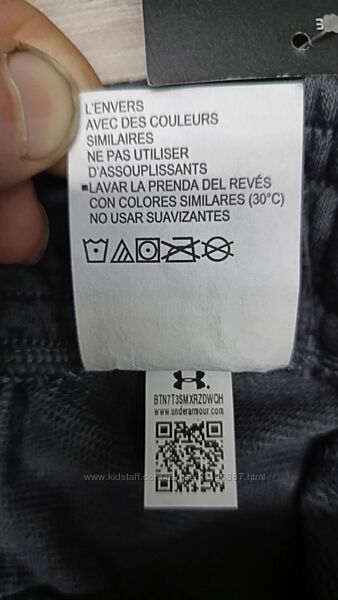 L'ENVERS
AVEC DES COULEURS
SIMILAIRES
NE PAS UTILISER
D'ASSOUPLISSANTS
▪LAVAR LA PRENDA DEL REVÉS
CON COLORES SIMILARES (30°C)
NO USAR SUAVIZANTES
BTN7T3SMXRZDWQH
www.underarmour.com